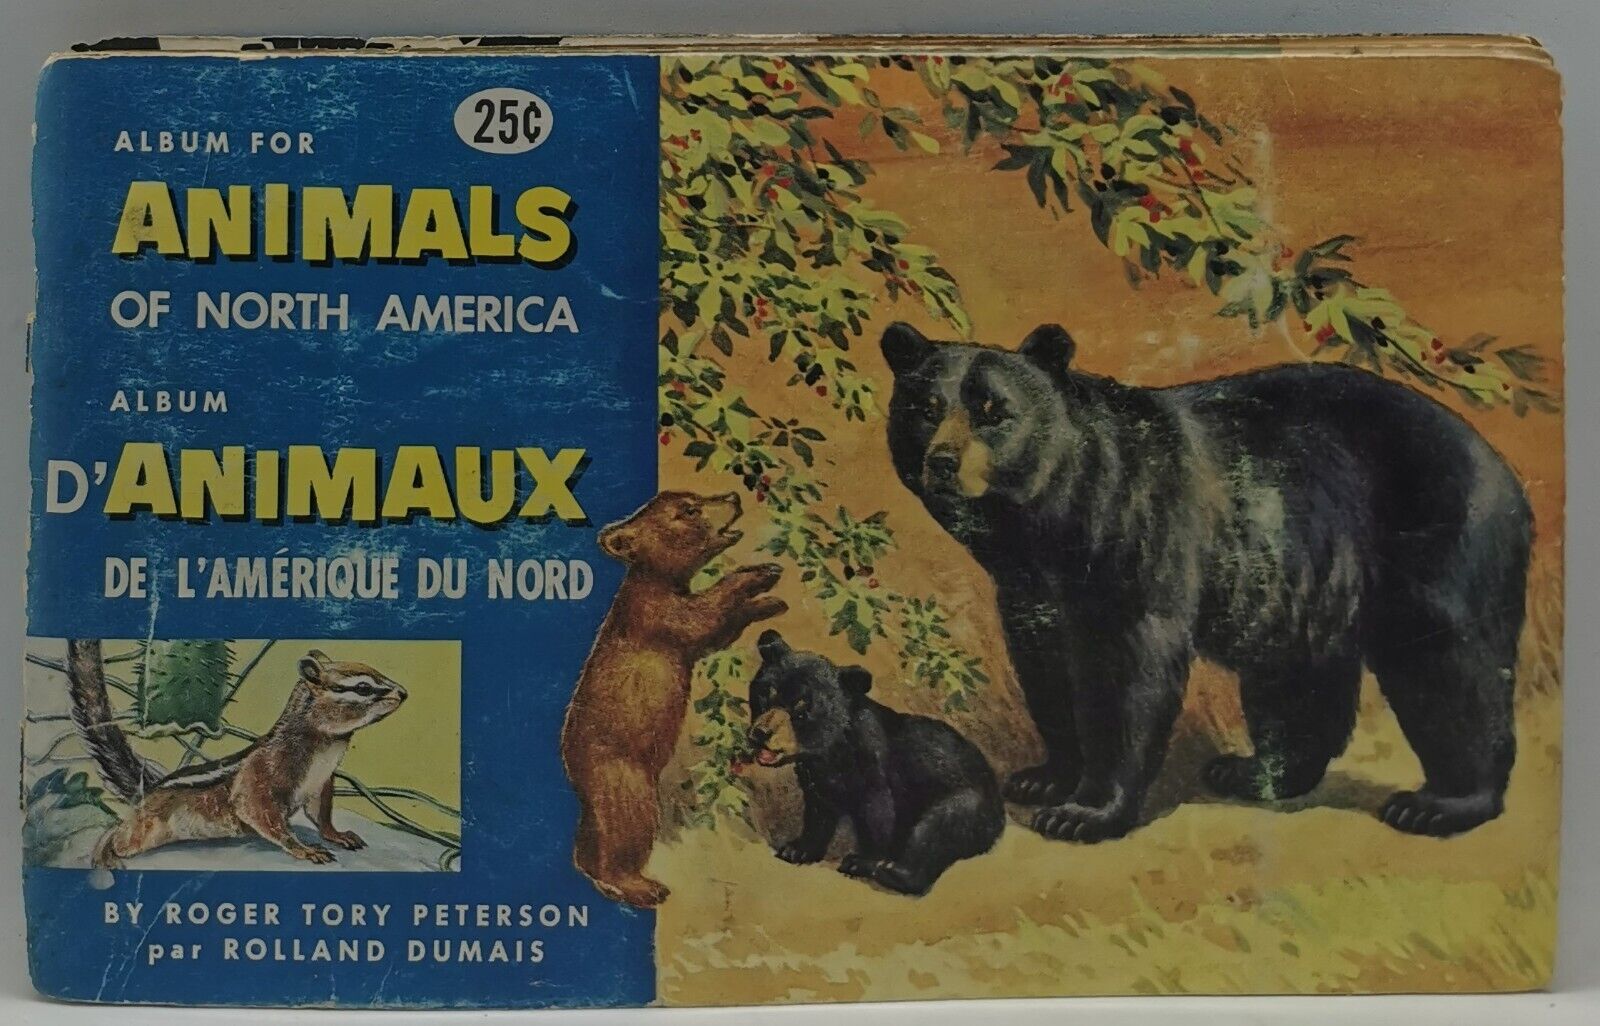 25¢
ALBUM FOR
ANIMALS
OF NORTH AMERICA
ALBUM
D'ANIMAUX
DE L'AMÉRIQUE DU NORD
BY ROGER TORY PETERSON
par ROLLAND DUMAIS